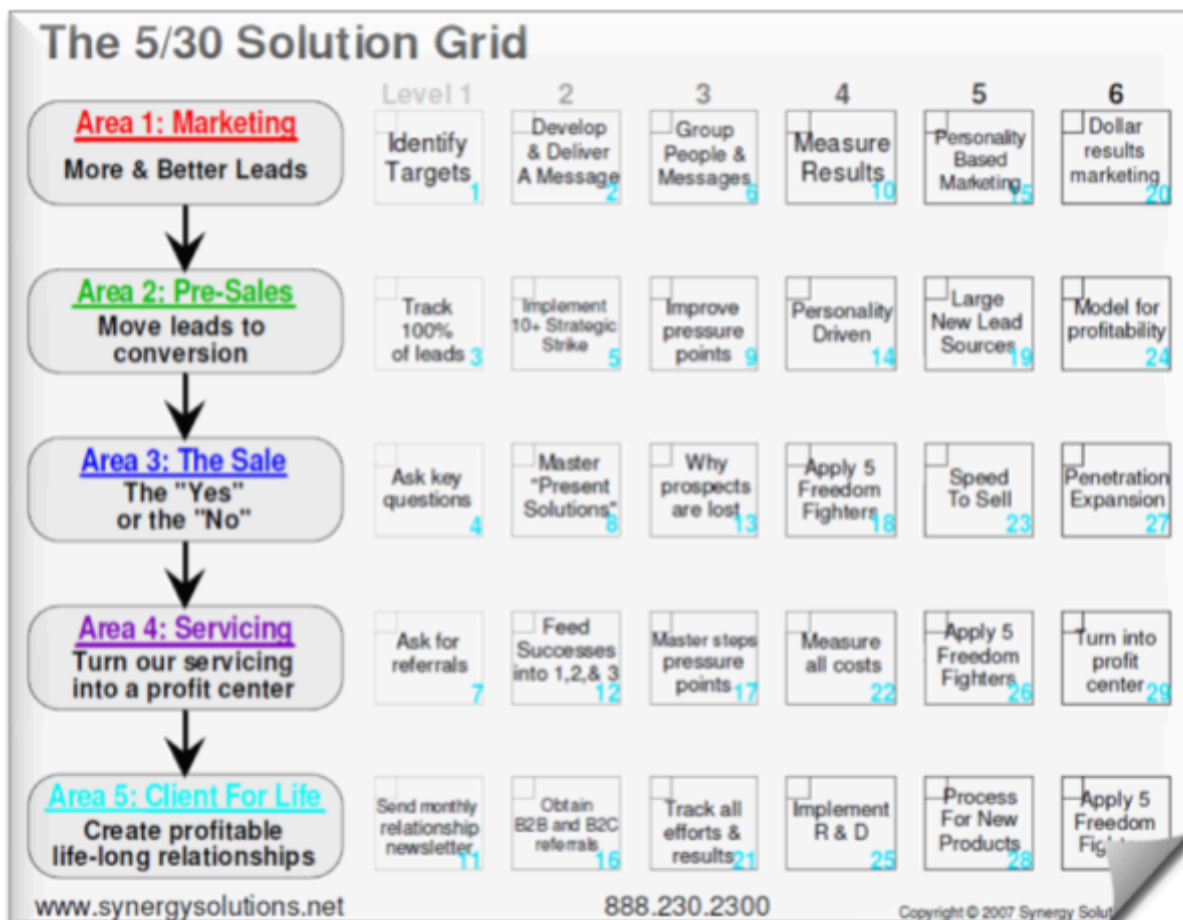 The 5/30 Solution Grid
Level 1 2 3 4 5 6
Area 1: Marketing
More & Better Leads
Identify
Targets
1
Develop
& Deliver
A Message
2
Group
People &
Messages
6
Measure
Results
10
Personality
Based
Marketing
15
Dollar
results
marketing
20
Area 2: Pre-Sales
Move leads to
conversion
Track
100%
of leads
3
Implement
10+ Strategic
Strike
5
Improve
pressure
points
9
Personality
Driven
14
Large
New Lead
Sources
19
Model for
profitability
24
Area 3: The Sale
The "Yes"
or the "No"
Ask key
questions
4
Master
"Present
Solutions"
8
Why
prospects
are lost
13
Apply 5
Freedom
Fighters
18
Speed
To Sell
23
Penetration
Expansion
27
Area 4: Servicing
Turn our servicing
into a profit center
Ask for
referrals
7
Feed
Successes
into 1,2,& 3
12
Master steps
pressure
points
17
Measure
all costs
22
Apply 5
Freedom
Fighters
26
Turn into
profit
center
29
Area 5: Client For Life
Create profitable
life-long relationships
Send monthly
relationship
newsletter
11
Obtain
B2B and B2C
referrals
16
Track all
efforts &
results
21
Implement
R & D
25
Process
For New
Products
28
Apply 5
Freedom
www.synergysolutions.net
888.230.2300
Copyright © 2007 Synergy